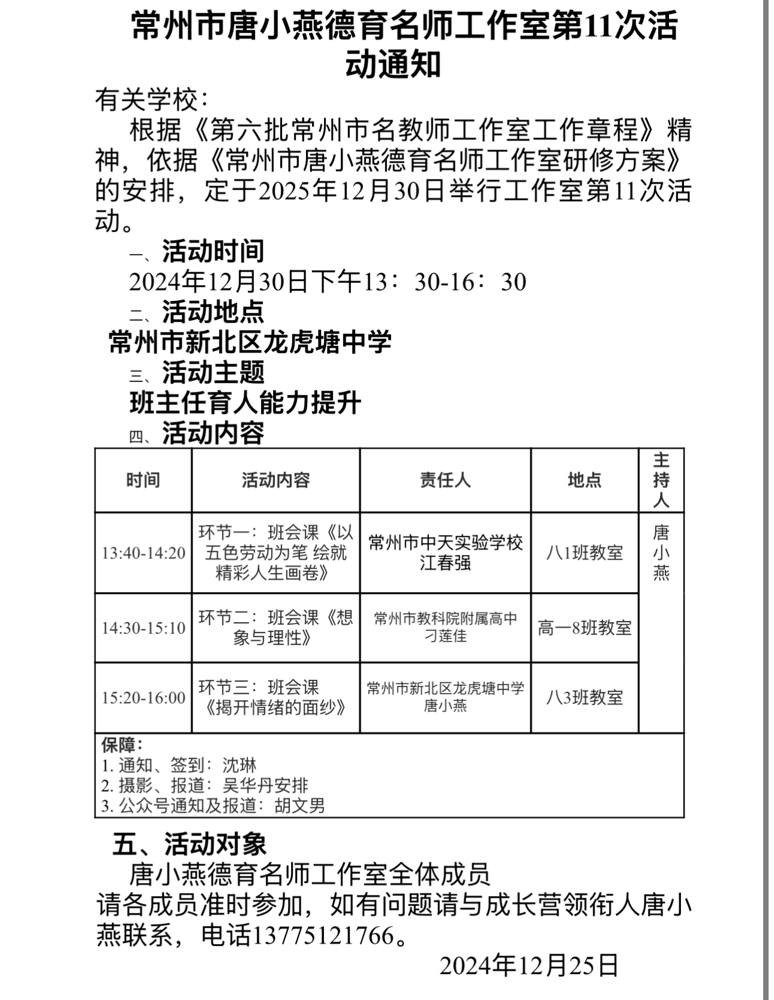 常州市唐小燕德育名师工作室第11次活
动通知
有关学校：
根据《第六批常州市名教师工作室工作章程》精
神，依据《常州市唐小燕德育名师工作室研修方案》
的安排，定于2025年12月30日举行工作室第11次活
动。
一、活动时间
2024年12月30日下午13：30-16：30
二、活动地点
常州市新北区龙虎塘中学
三、活动主题
班主任育人能力提升
四、活动内容
时间 活动内容 责任人 地点 主持人
13:40-14:20
环节一：班会课《以
五色劳动为笔 绘就
精彩人生画卷》
常州市中天实验学校
江春强
八1班教室
唐小燕
14:30-15:10
环节二：班会课《想
象与理性》
常州市教科院附属高中
刁莲佳
高一8班教室
15:20-16:00
环节三：班会课
《揭开情绪的面纱》
常州市新北区龙虎塘中学
唐小燕
八3班教室
保障：
1. 通知、签到：沈琳
2. 摄影、报道：吴华丹安排
3. 公众号通知及报道：胡文男
五、活动对象
唐小燕德育名师工作室全体成员
请各成员准时参加，如有问题请与成长营领衔人唐小
燕联系，电话13775121766。
2024年12月25日